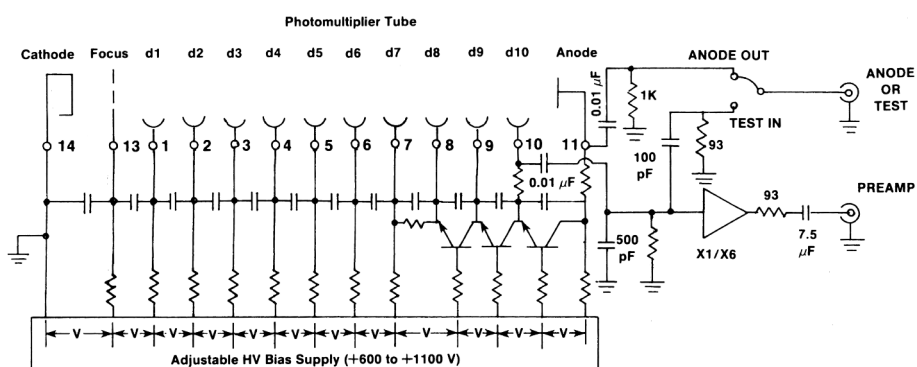 Photomultiplier Tube
Cathode Focus d1 d2 d3 d4 d5 d6 d7 d8 d9 d10 Anode
ANODE OUT
ANODE OR TEST
0.01 μF
1K
TEST IN
14 13 1 2 3 4 5 6 7 8 9 10 11
0.01 μF
100 pF
93
PREAMP
93
500 pF
X1/X6
7.5 μF
V V V V V V V V V V V
Adjustable HV Bias Supply (+600 to +1100 V)